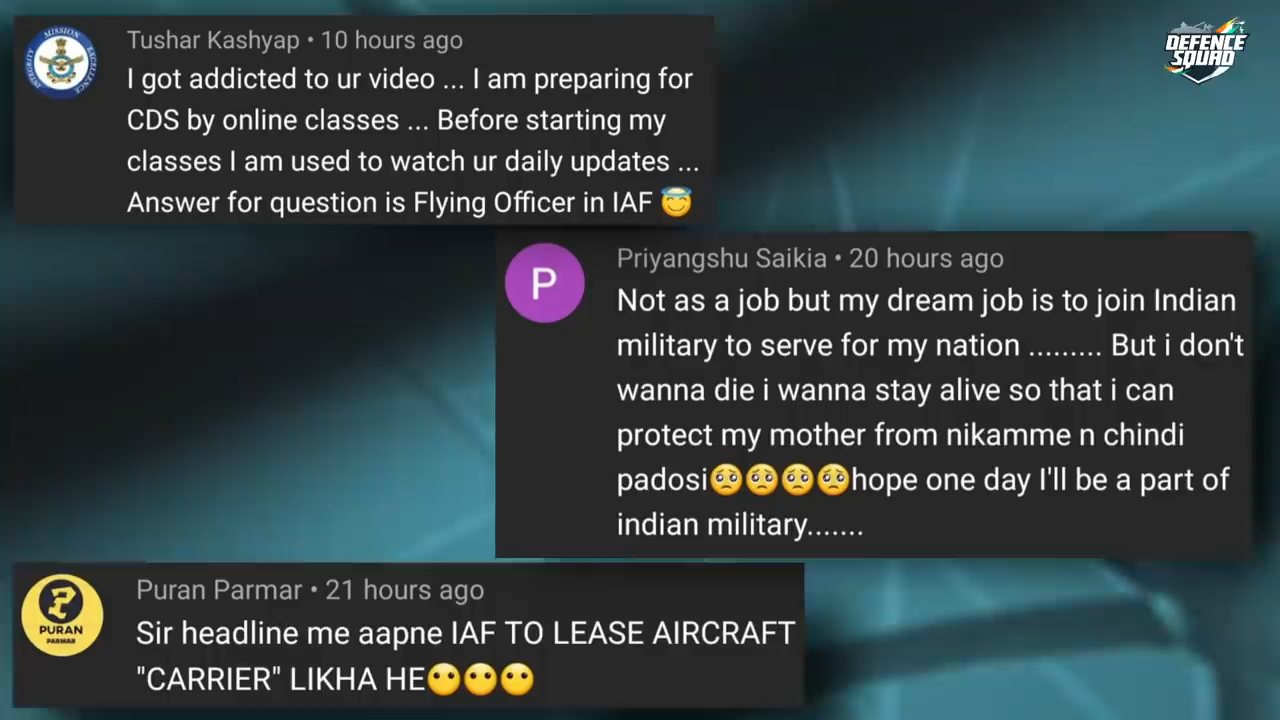 DEFENCE
SQUAD
MISSION
INTEGRITY
EXCELLENCE
Tushar Kashyap • 10 hours ago
I got addicted to ur video ... I am preparing for
CDS by online classes ... Before starting my
classes I am used to watch ur daily updates ...
Answer for question is Flying Officer in IAF 😇
P
Priyangshu Saikia • 20 hours ago
Not as a job but my dream job is to join Indian
military to serve for my nation ......... But i don't
wanna die i wanna stay alive so that i can
protect my mother from nikamme n chindi
padosi🥺🥺🥺🥺hope one day I'll be a part of
indian military.......
PURAN
PARMAR
Puran Parmar • 21 hours ago
Sir headline me aapne IAF TO LEASE AIRCRAFT
"CARRIER" LIKHA HE😶😶😶